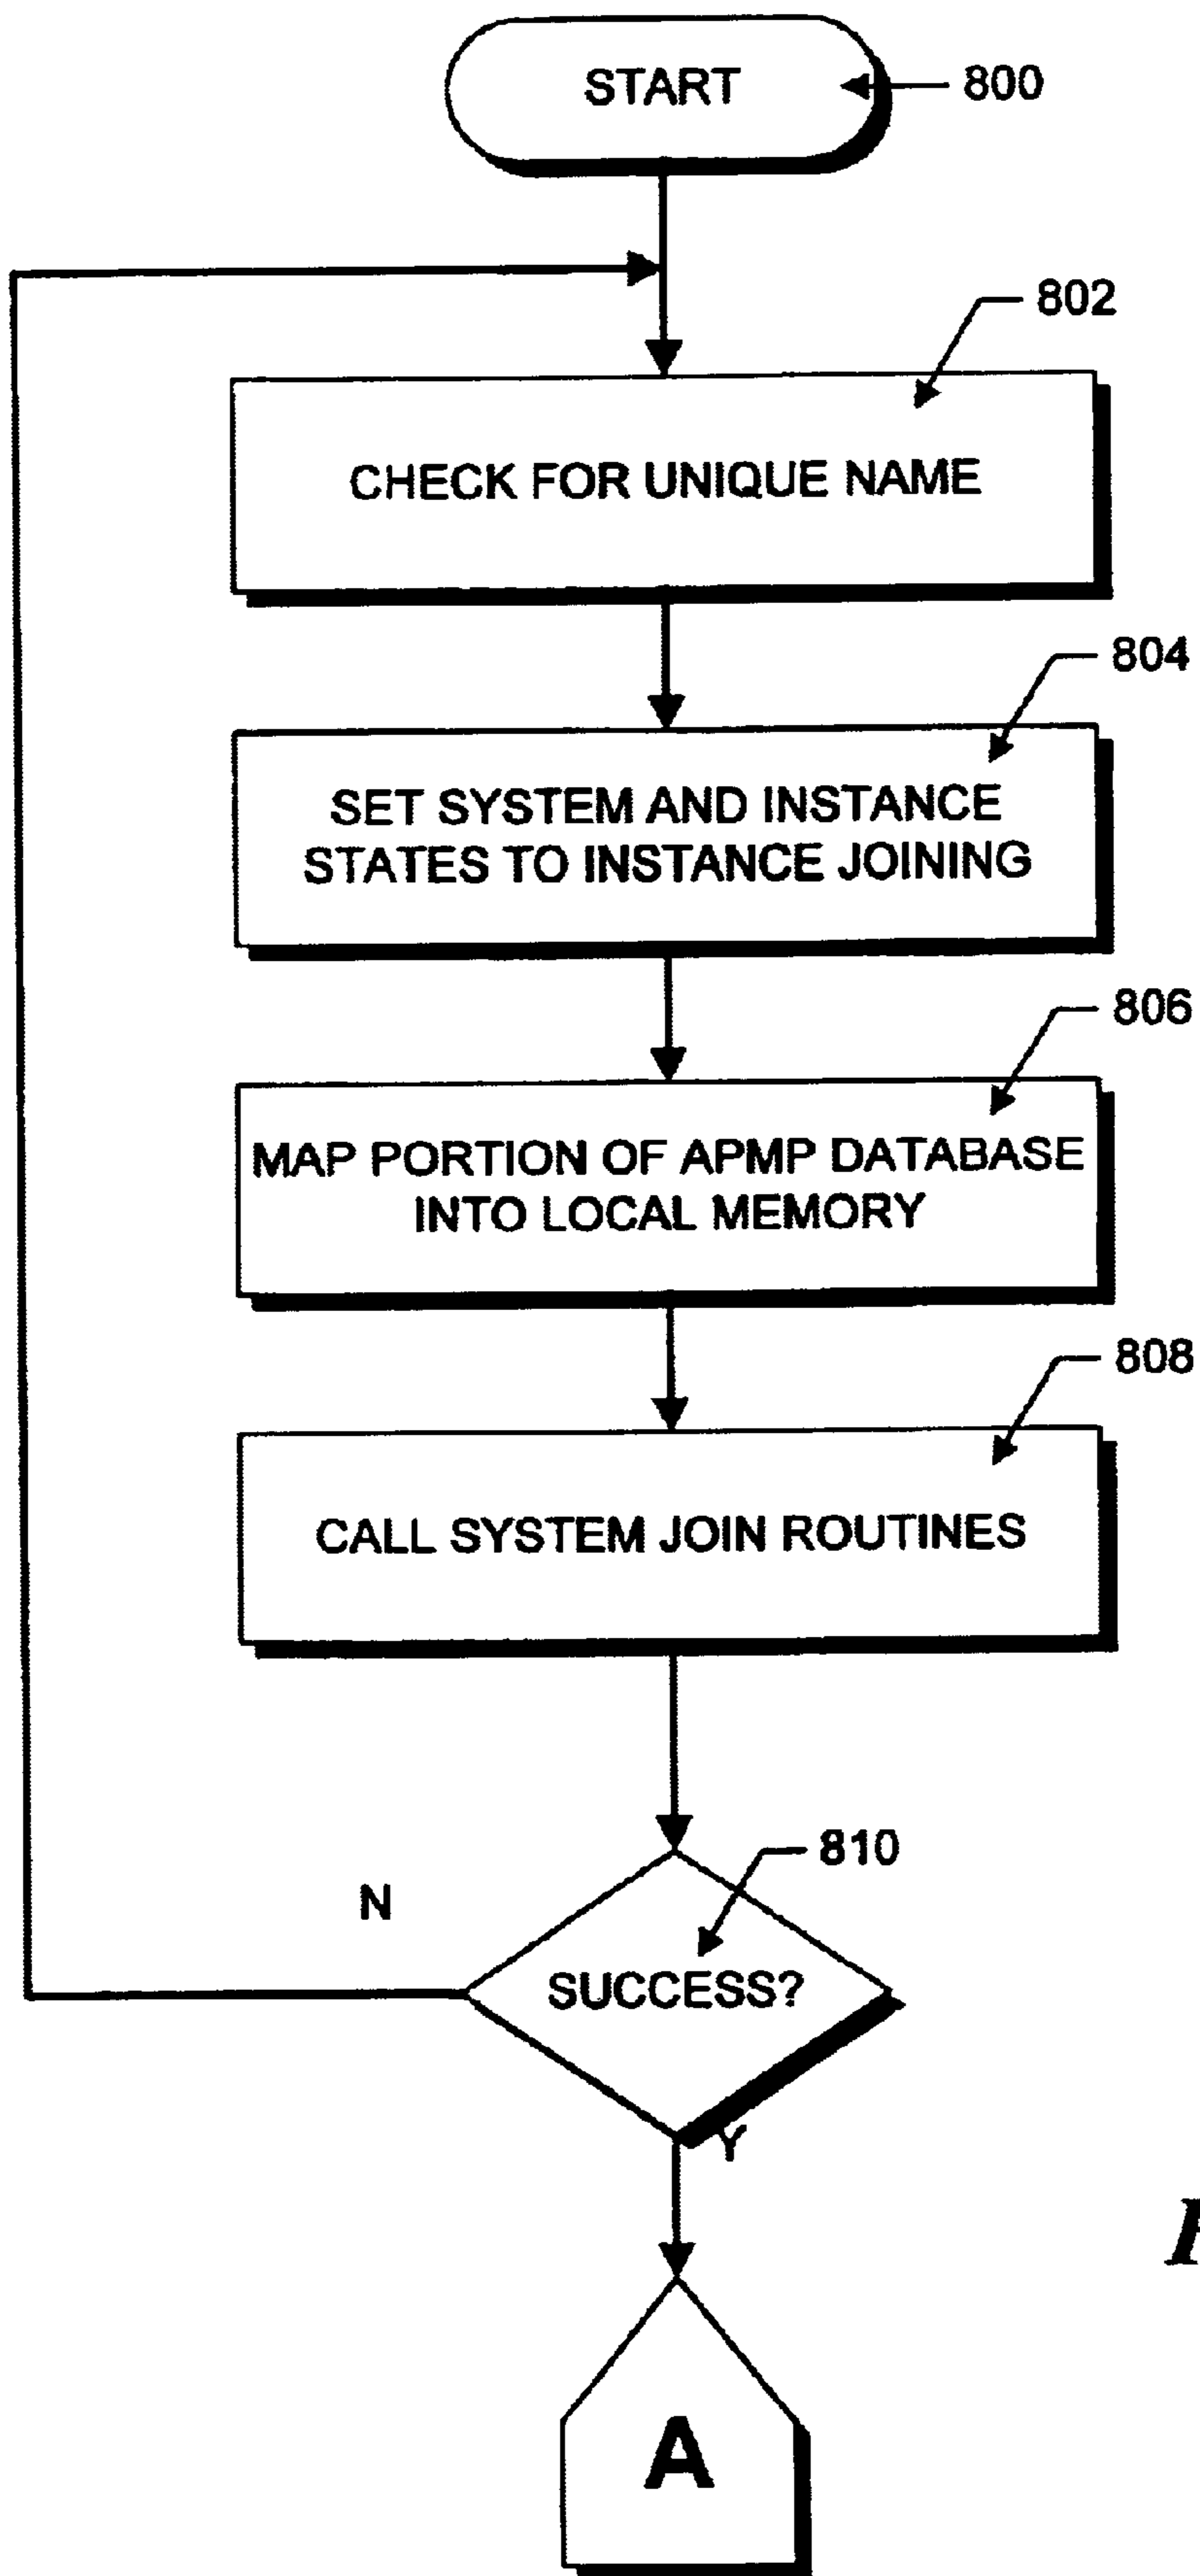 START
800
802
CHECK FOR UNIQUE NAME
804
SET SYSTEM AND INSTANCE
STATES TO INSTANCE JOINING
806
MAP PORTION OF APMP DATABASE
INTO LOCAL MEMORY
808
CALL SYSTEM JOIN ROUTINES
810
N
SUCCESS?
Y
A